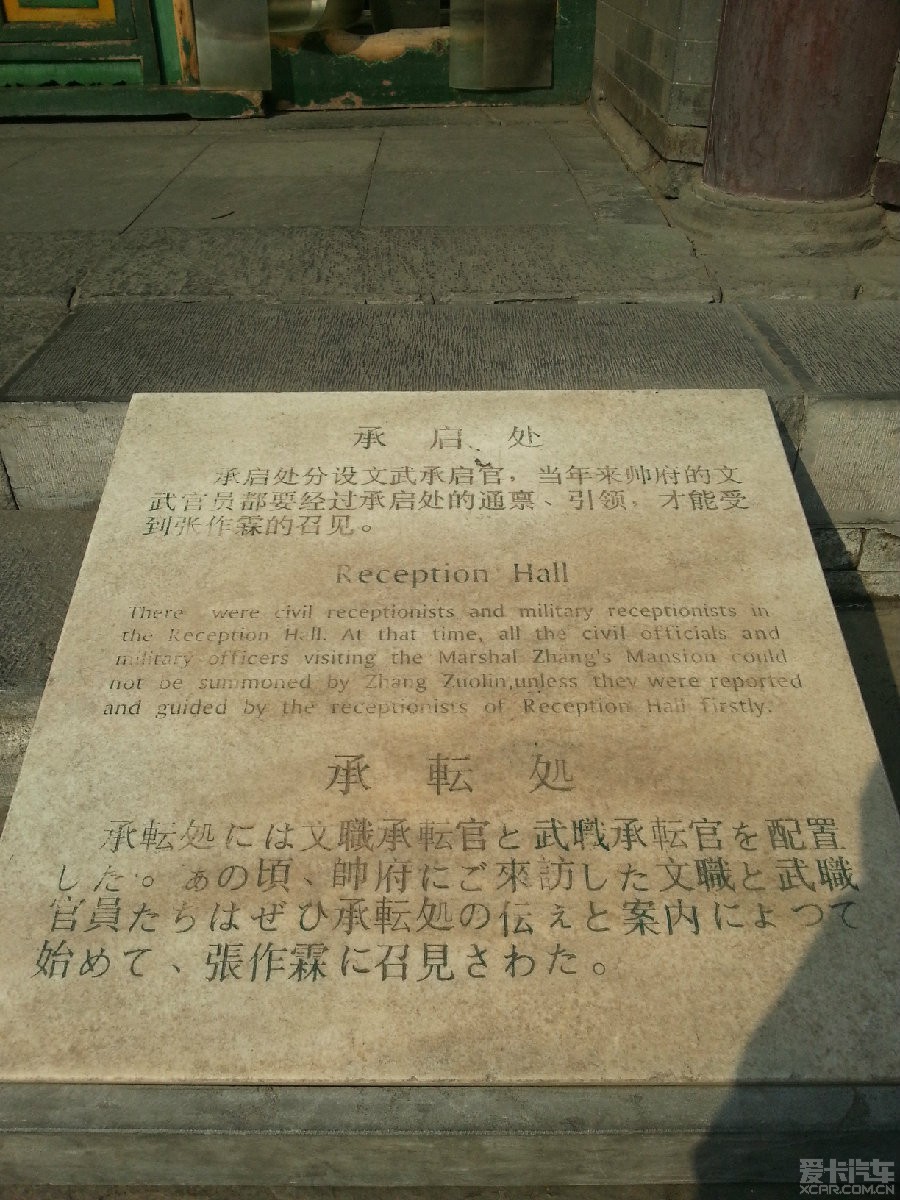 承启处
承启处分设文武承启官，当年来帅府的文
武官员都要经过承启处的通禀、引领，才能受
到张作霖的召见。
Reception Hall
There were civil receptionists and military receptionists in
the Reception Hall. At that time, all the civil officials and
military officers visiting the Marshal Zhang's Mansion could
not be summoned by Zhang Zuolin,unless they were reported
and guided by the receptionists of Reception Hall firstly.
承転処
承転処には文職承転官と武職承転官を配置
した。あの頃、帥府にご來訪した文職と武職
官員たちはぜひ承転処の伝えと案内によつて
始めて、張作霖に召見さわた。
爱卡汽车
XCAR.COM.CN